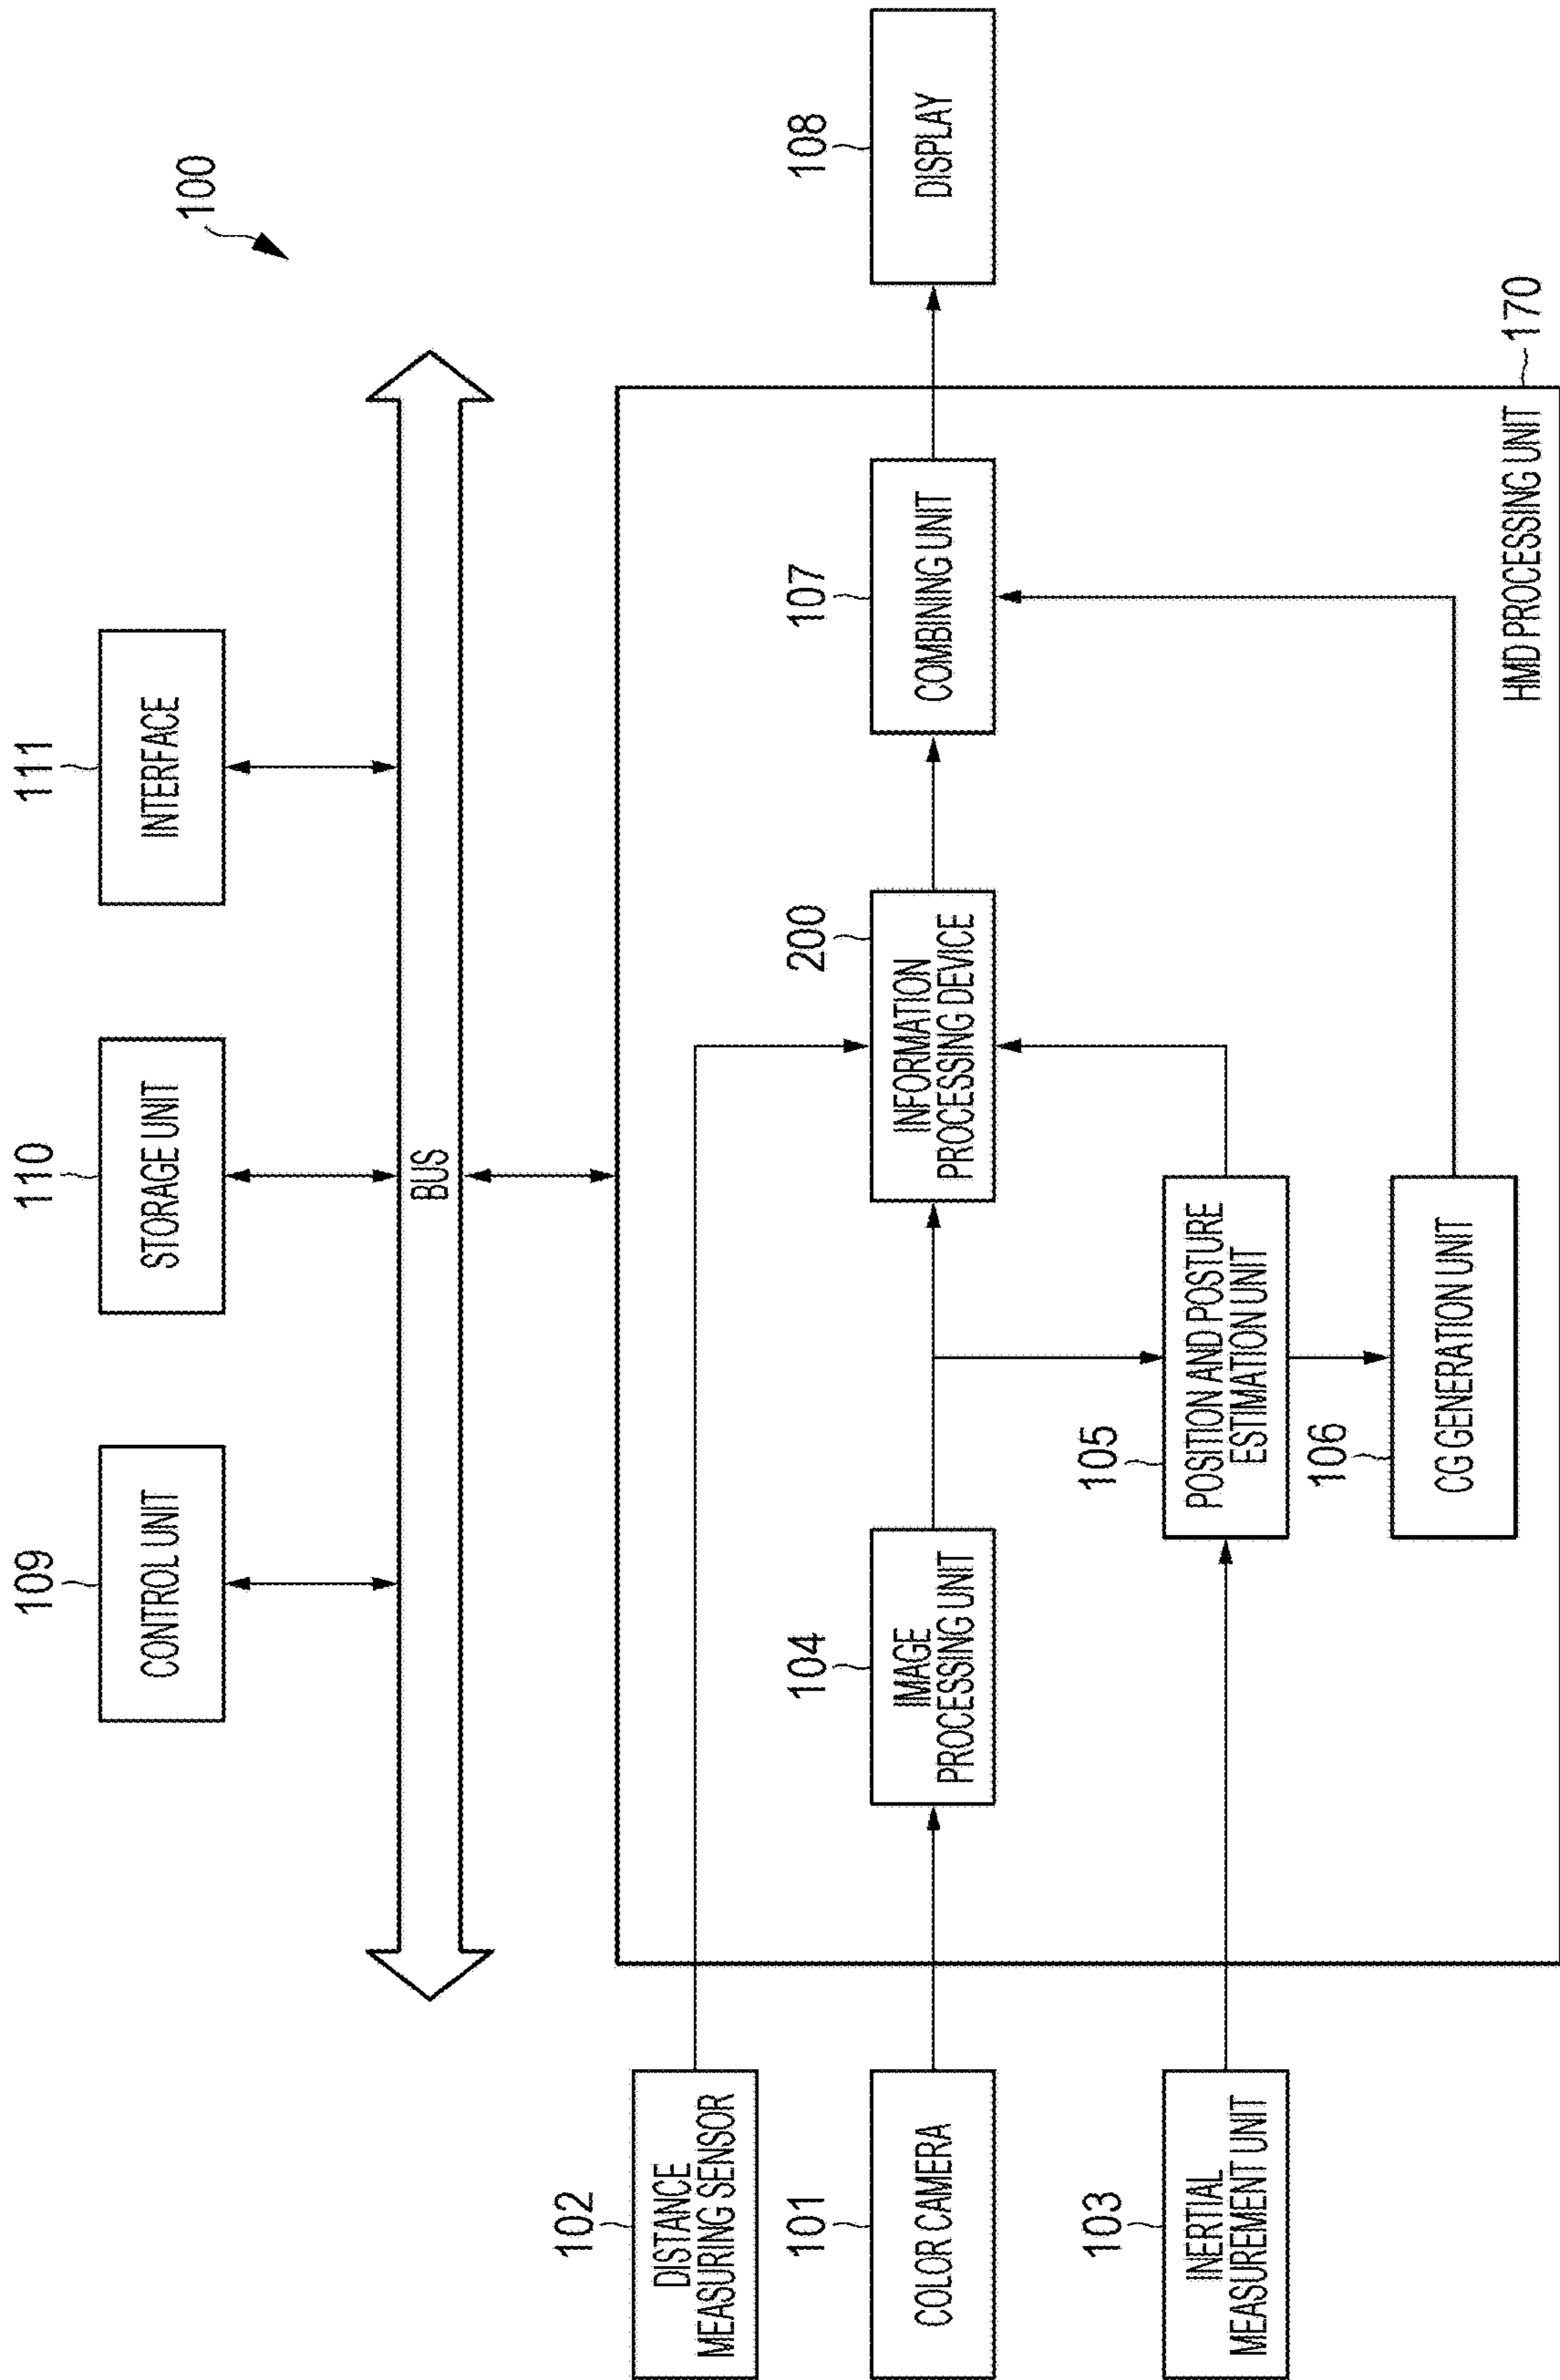 100
109
CONTROL UNIT
110
STORAGE UNIT
111
INTERFACE
BUS
102
DISTANCE
MEASURING SENSOR
101
COLOR CAMERA
103
INERTIAL
MEASUREMENT UNIT
104
IMAGE
PROCESSING UNIT
200
INFORMATION
PROCESSING DEVICE
107
COMBINING UNIT
108
DISPLAY
105
POSITION AND POSTURE
ESTIMATION UNIT
106
CG GENERATION UNIT
HMD PROCESSING UNIT
170